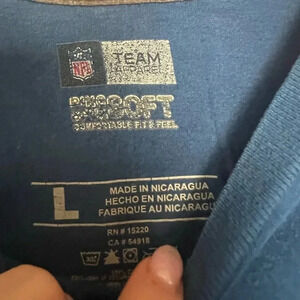 NFL
TEAM
APPAREL
SOFT
COMFORTABLE FIT & FEEL
L
MADE IN NICARAGUA
HECHO EN NICARAGUA
FABRIQUE AU NICARAGU
RN # 15220
CA # 54918